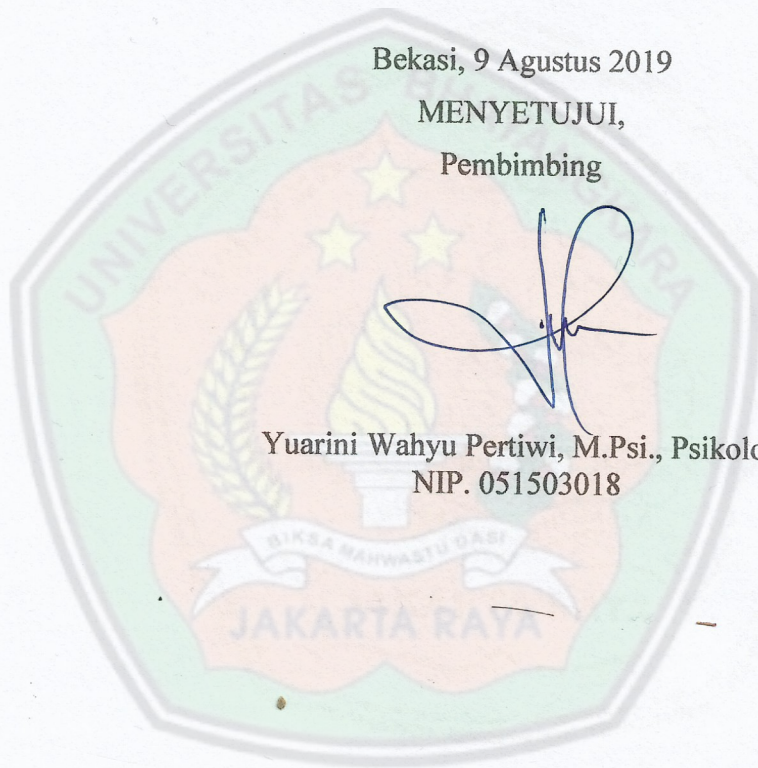 Bekasi, 9 Agustus 2019
MENYETUJUI,
Pembimbing
Yuarini Wahyu Pertiwi, M.Psi., Psikolo
NIP. 051503018
UNIVERSITAS
BIKSA MAHWASTU DASI
JAKARTA RAYA